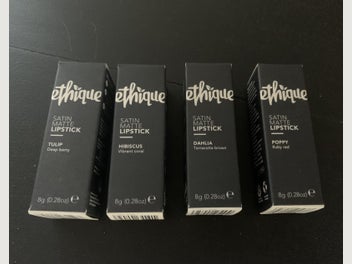 ethique
SATIN
MATTE
LIPSTICK
TULIP
Deep berry
8g (0.28oz) e
ethique
SATIN
MATTE
LIPSTICK
HIBISCUS
Vibrant coral
8g (0.28oz) e
ethique
SATIN
MATTE
LIPSTICK
DAHLIA
Terracotta brown
8g (0.28oz) e
ethique
SATIN
MATTE
LIPSTICK
POPPY
Ruby red
8g (0.28oz) e